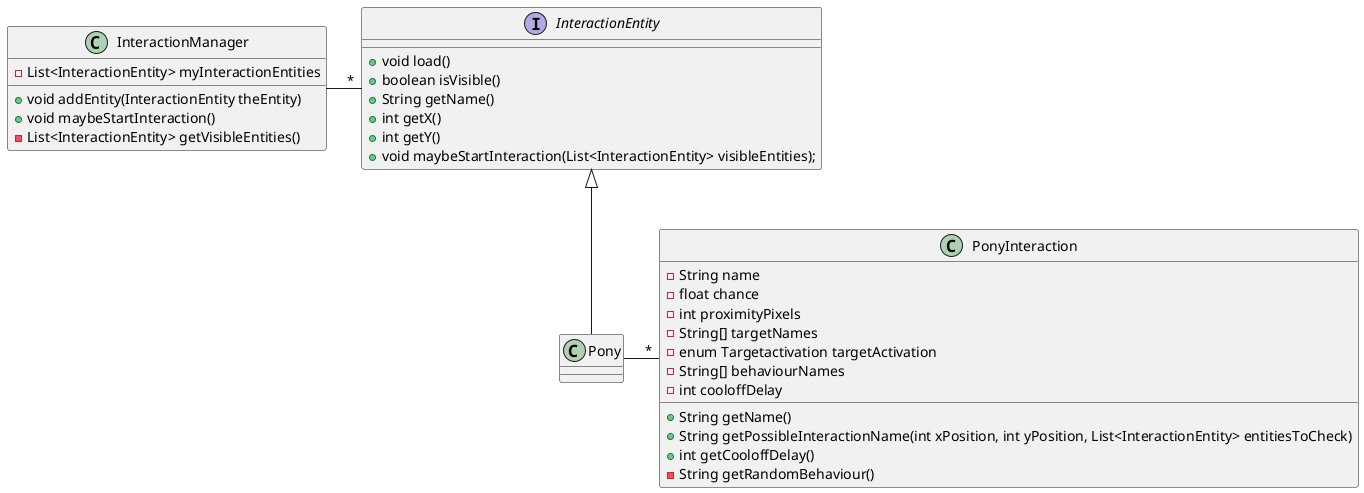 C InteractionManager
List<InteractionEntity> myInteractionEntities
void addEntity(InteractionEntity theEntity)
void maybeStartInteraction()
List<InteractionEntity> getVisibleEntities()
*
I InteractionEntity
void load()
boolean isVisible()
String getName()
int getX()
int getY()
void maybeStartInteraction(List<InteractionEntity> visibleEntities);
C Pony
*
C PonyInteraction
String name
float chance
int proximityPixels
String[] targetNames
enum Targetactivation targetActivation
String[] behaviourNames
int cooloffDelay
String getName()
String getPossibleInteractionName(int xPosition, int yPosition, List<InteractionEntity> entitiesToCheck)
int getCooloffDelay()
String getRandomBehaviour()